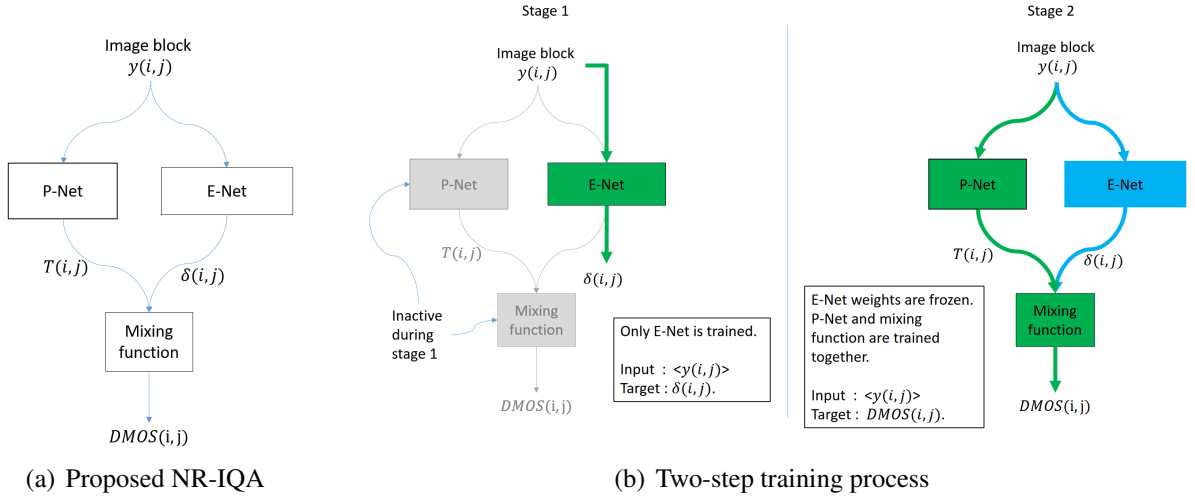 Image block
y(i,j)
P-Net
E-Net
T(i,j)
δ(i,j)
Mixing
function
DMOS(i,j)
(a) Proposed NR-IQA
Stage 1
Image block
y(i,j)
P-Net
E-Net
T(i,j)
δ(i,j)
Inactive
during
stage 1
Mixing
function
DMOS(i,j)
Only E-Net is trained.
Input : <y(i,j)>
Target : δ(i,j).
Stage 2
Image block
y(i,j)
P-Net
E-Net
T(i,j)
δ(i,j)
Mixing
function
DMOS(i,j)
E-Net weights are frozen.
P-Net and mixing
function are trained
together.
Input : <y(i,j)>
Target : DMOS(i,j).
(b) Two-step training process